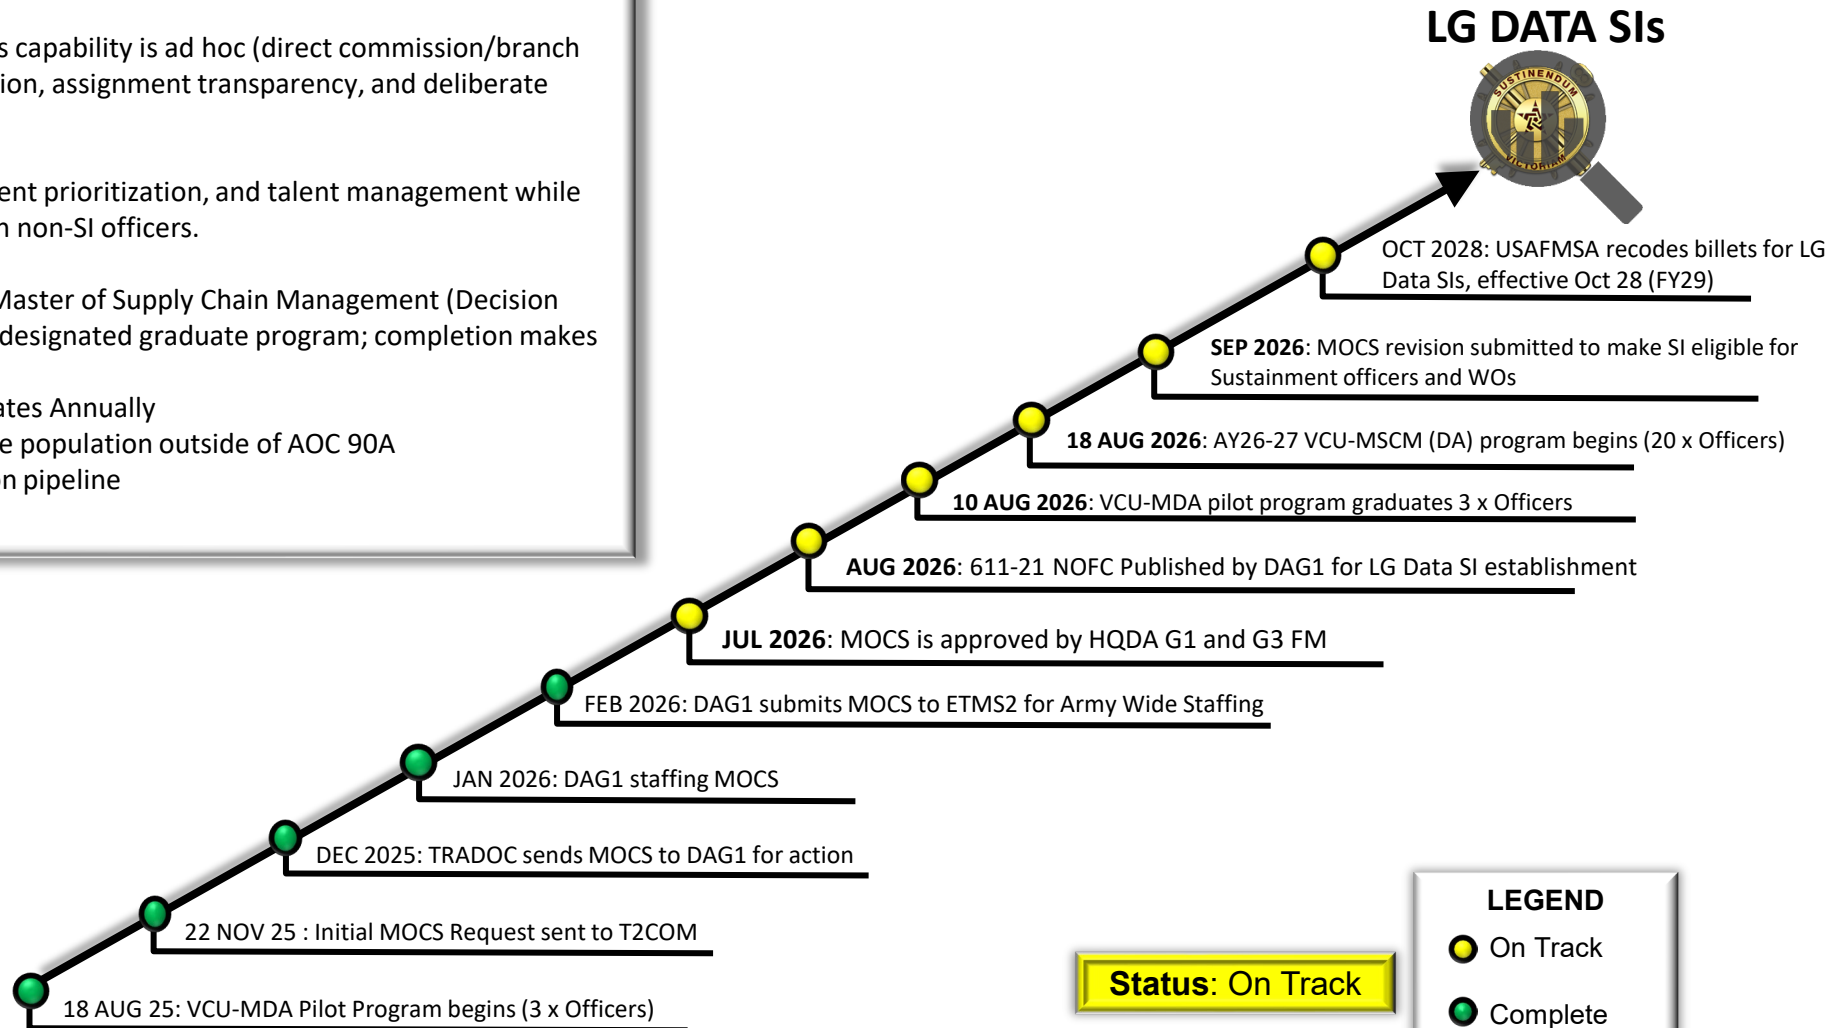 s capability is ad hoc (direct commission/branch
ion, assignment transparency, and deliberate
ent prioritization, and talent management while
n non-SI officers.
Master of Supply Chain Management (Decision
designated graduate program; completion makes
ates Annually
e population outside of AOC 90A
on pipeline
LG DATA SIs
SUSTINENDUM
VICTORIAM
OCT 2028: USAFMSA recodes billets for LG
Data SIs, effective Oct 28 (FY29)
SEP 2026: MOCS revision submitted to make SI eligible for
Sustainment officers and WOs
18 AUG 2026: AY26-27 VCU-MSCM (DA) program begins (20 x Officers)
10 AUG 2026: VCU-MDA pilot program graduates 3 x Officers
AUG 2026: 611-21 NOFC Published by DAG1 for LG Data SI establishment
JUL 2026: MOCS is approved by HQDA G1 and G3 FM
FEB 2026: DAG1 submits MOCS to ETMS2 for Army Wide Staffing
JAN 2026: DAG1 staffing MOCS
DEC 2025: TRADOC sends MOCS to DAG1 for action
22 NOV 25 : Initial MOCS Request sent to T2COM
18 AUG 25: VCU-MDA Pilot Program begins (3 x Officers)
Status: On Track
LEGEND
On Track
Complete